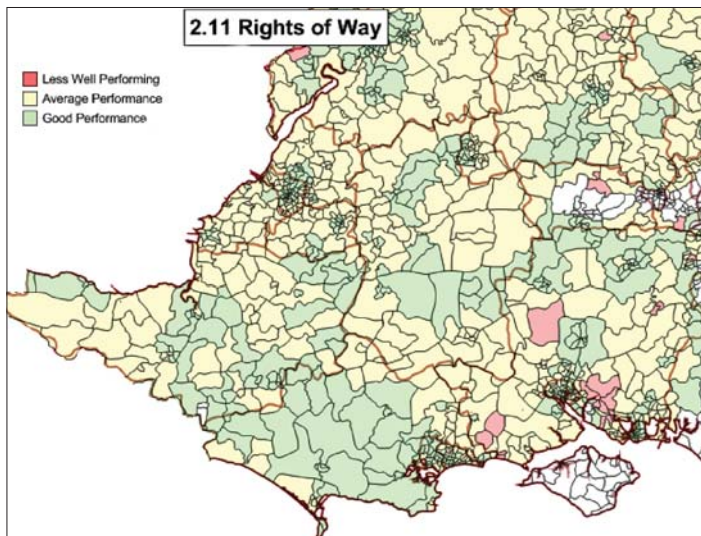 2.11 Rights of Way
Less Well Performing
Average Performance
Good Performance